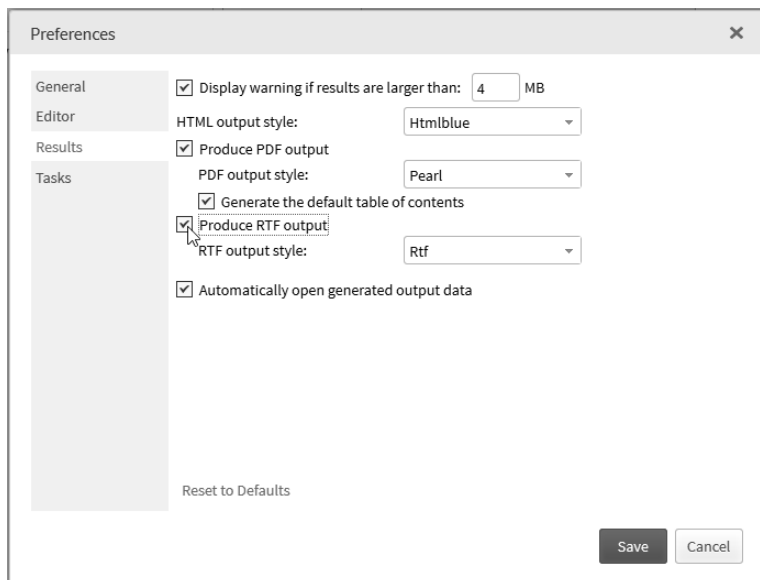 Preferences
General
Editor
Results
Tasks
Display warning if results are larger than: 4 MB
HTML output style: Htmlblue
Produce PDF output
PDF output style: Pearl
Generate the default table of contents
Produce RTF output
RTF output style: Rtf
Automatically open generated output data
Reset to Defaults
Save Cancel